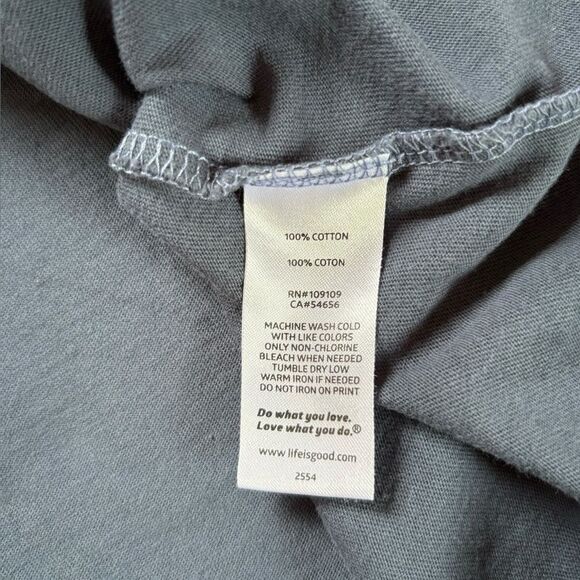 100% COTTON
100% COTON
RN#109109
CA#54656
MACHINE WASH COLD
WITH LIKE COLORS
ONLY NON-CHLORINE
BLEACH WHEN NEEDED
TUMBLE DRY LOW
WARM IRON IF NEEDED
DO NOT IRON ON PRINT
Do what you love.
Love what you do.®
www.lifeisgood.com
2554